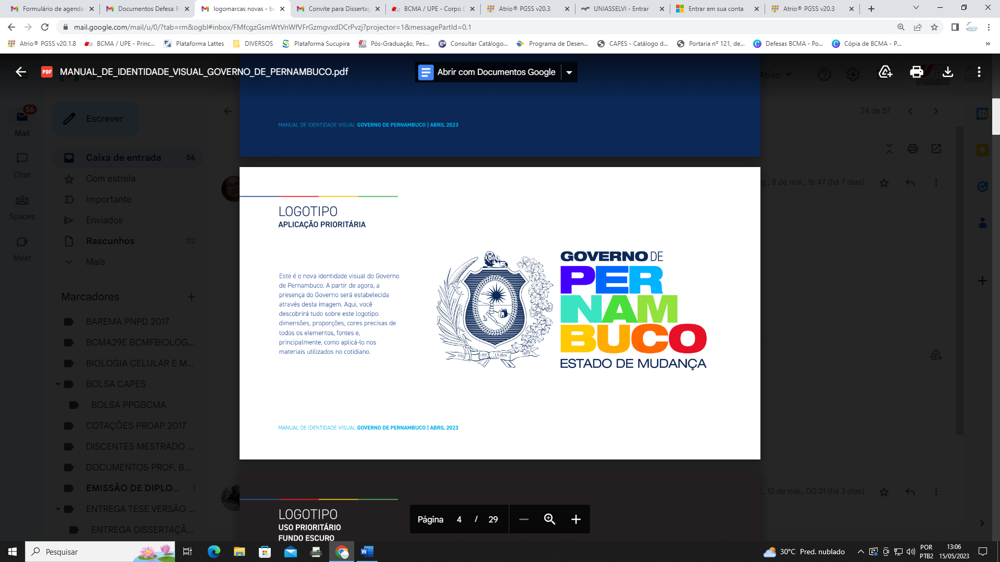 Formulário de agenda
Documentos Defesa R
logomarcas novas - bc
Convite para Dissertaç
BCMA / UPE - Corpo D
Atrio® PGSS v20.3
UNIASSELVI - Entrar
Entrar em sua conta
Atrio® PGSS v20.3
mail.google.com/mail/u/0/?tab=rm&ogbl#inbox/FMfcgzGsmWtVnWfVFrGzmgvxdDCrPvzj?projector=1&messagePartId=0.1
Atrio® PGSS v20.1.8
BCMA / UPE - Princ...
Plataforma Lattes
DIVERSOS
Plataforma Sucupira
Pós-Graduação, Pes...
Consultar Catálogo...
Programa de Desen...
CAPES - Catálogo d...
Portaria nº 121, de...
Defesas BCMA - Po...
Cópia de BCMA - P...
PDF
MANUAL_DE_IDENTIDADE_VISUAL_GOVERNO_DE_PERNAMBUCO.pdf
Abrir com Documentos Google
Ativo
56
Mail
Chat
Spaces
Meet
Escrever
Caixa de entrada 56
Com estrela
Importante
Enviados
Rascunhos 112
Mais
Marcadores
BAREMA PNPD 2017
BCMA29E BCMFBIOLOG...
BIOLOGIA CELULAR E M...
BOLSA CAPES
BOLSA PPGBCMA
COTAÇÕES PROAP 2017
DISCENTES MESTRADO ...
DOCUMENTOS PROF. B...
EMISSÃO DE DIPLO... 1
ENTREGA TESE VERSÃO ...
ENTREGA DISSERTAÇÃ...
24 de 57
31
g., 8 de mai., 16:47 (há 7 dias)
., 12 de mai., 00:31 (há 3 dias)
MANUAL DE IDENTIDADE VISUAL GOVERNO DE PERNAMBUCO | ABRIL 2023
LOGOTIPO
APLICAÇÃO PRIORITÁRIA
Este é o nova identidade visual do Governo
de Pernambuco. A partir de agora, a
presença do Governo será estabelecida
através desta imagem. Aqui, você
descobrirá tudo sobre este logotipo:
dimensões, proporções, cores precisas de
todos os elementos, fontes e,
principalmente, como aplicá-lo nos
materiais utilizados no cotidiano.
1710 1817 1824 1889
GOVERNO DE
PER
NAM
BUCO
ESTADO DE MUDANÇA
MANUAL DE IDENTIDADE VISUAL GOVERNO DE PERNAMBUCO | ABRIL 2023
LOGOTIPO
USO PRIORITÁRIO
FUNDO ESCURO
Página 4 / 29
Pesquisar
30°C Pred. nublado
POR
PTB2
13:06
15/05/2023